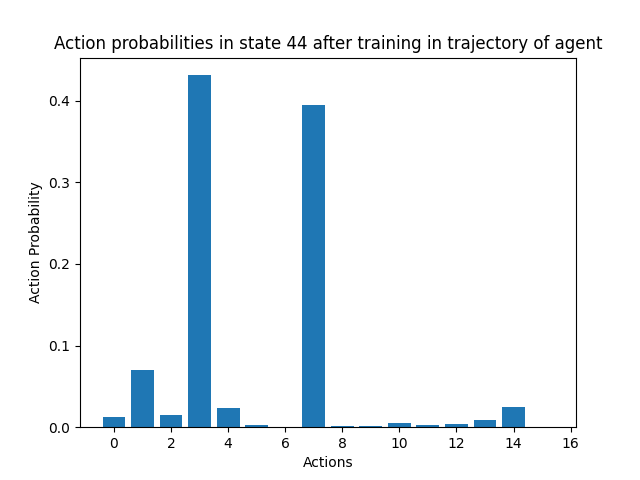 Action probabilities in state 44 after training in trajectory of agent
Action Probability
0.4
0.3
0.2
0.1
0.0
0 2 4 6 8 10 12 14 16
Actions